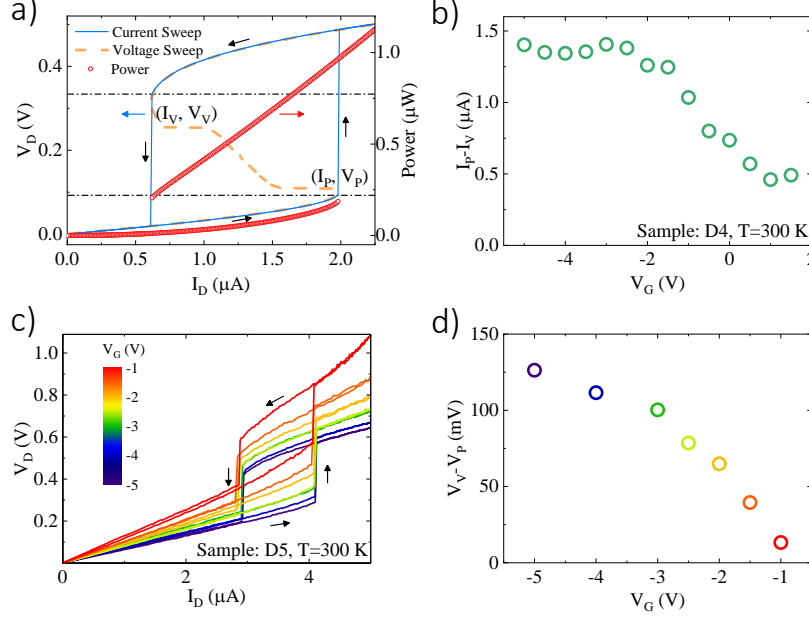 a)
Current Sweep
Voltage Sweep
Power
(I_V, V_V)
(I_P, V_P)
V_D (V)
0.0
0.2
0.4
Power (μW)
0.0
0.5
1.0
0.0 0.5 1.0 1.5 2.0
I_D (μA)
b)
I_P-I_V (μA)
0.0
0.5
1.0
1.5
Sample: D4, T=300 K
-4 -2 0 2
V_G (V)
c)
V_G (V)
-1
-2
-3
-4
-5
V_D (V)
0.2
0.4
0.6
0.8
1.0
Sample: D5, T=300 K
0 2 4
I_D (μA)
d)
V_V-V_P (mV)
0
50
100
150
-5 -4 -3 -2 -1
V_G (V)